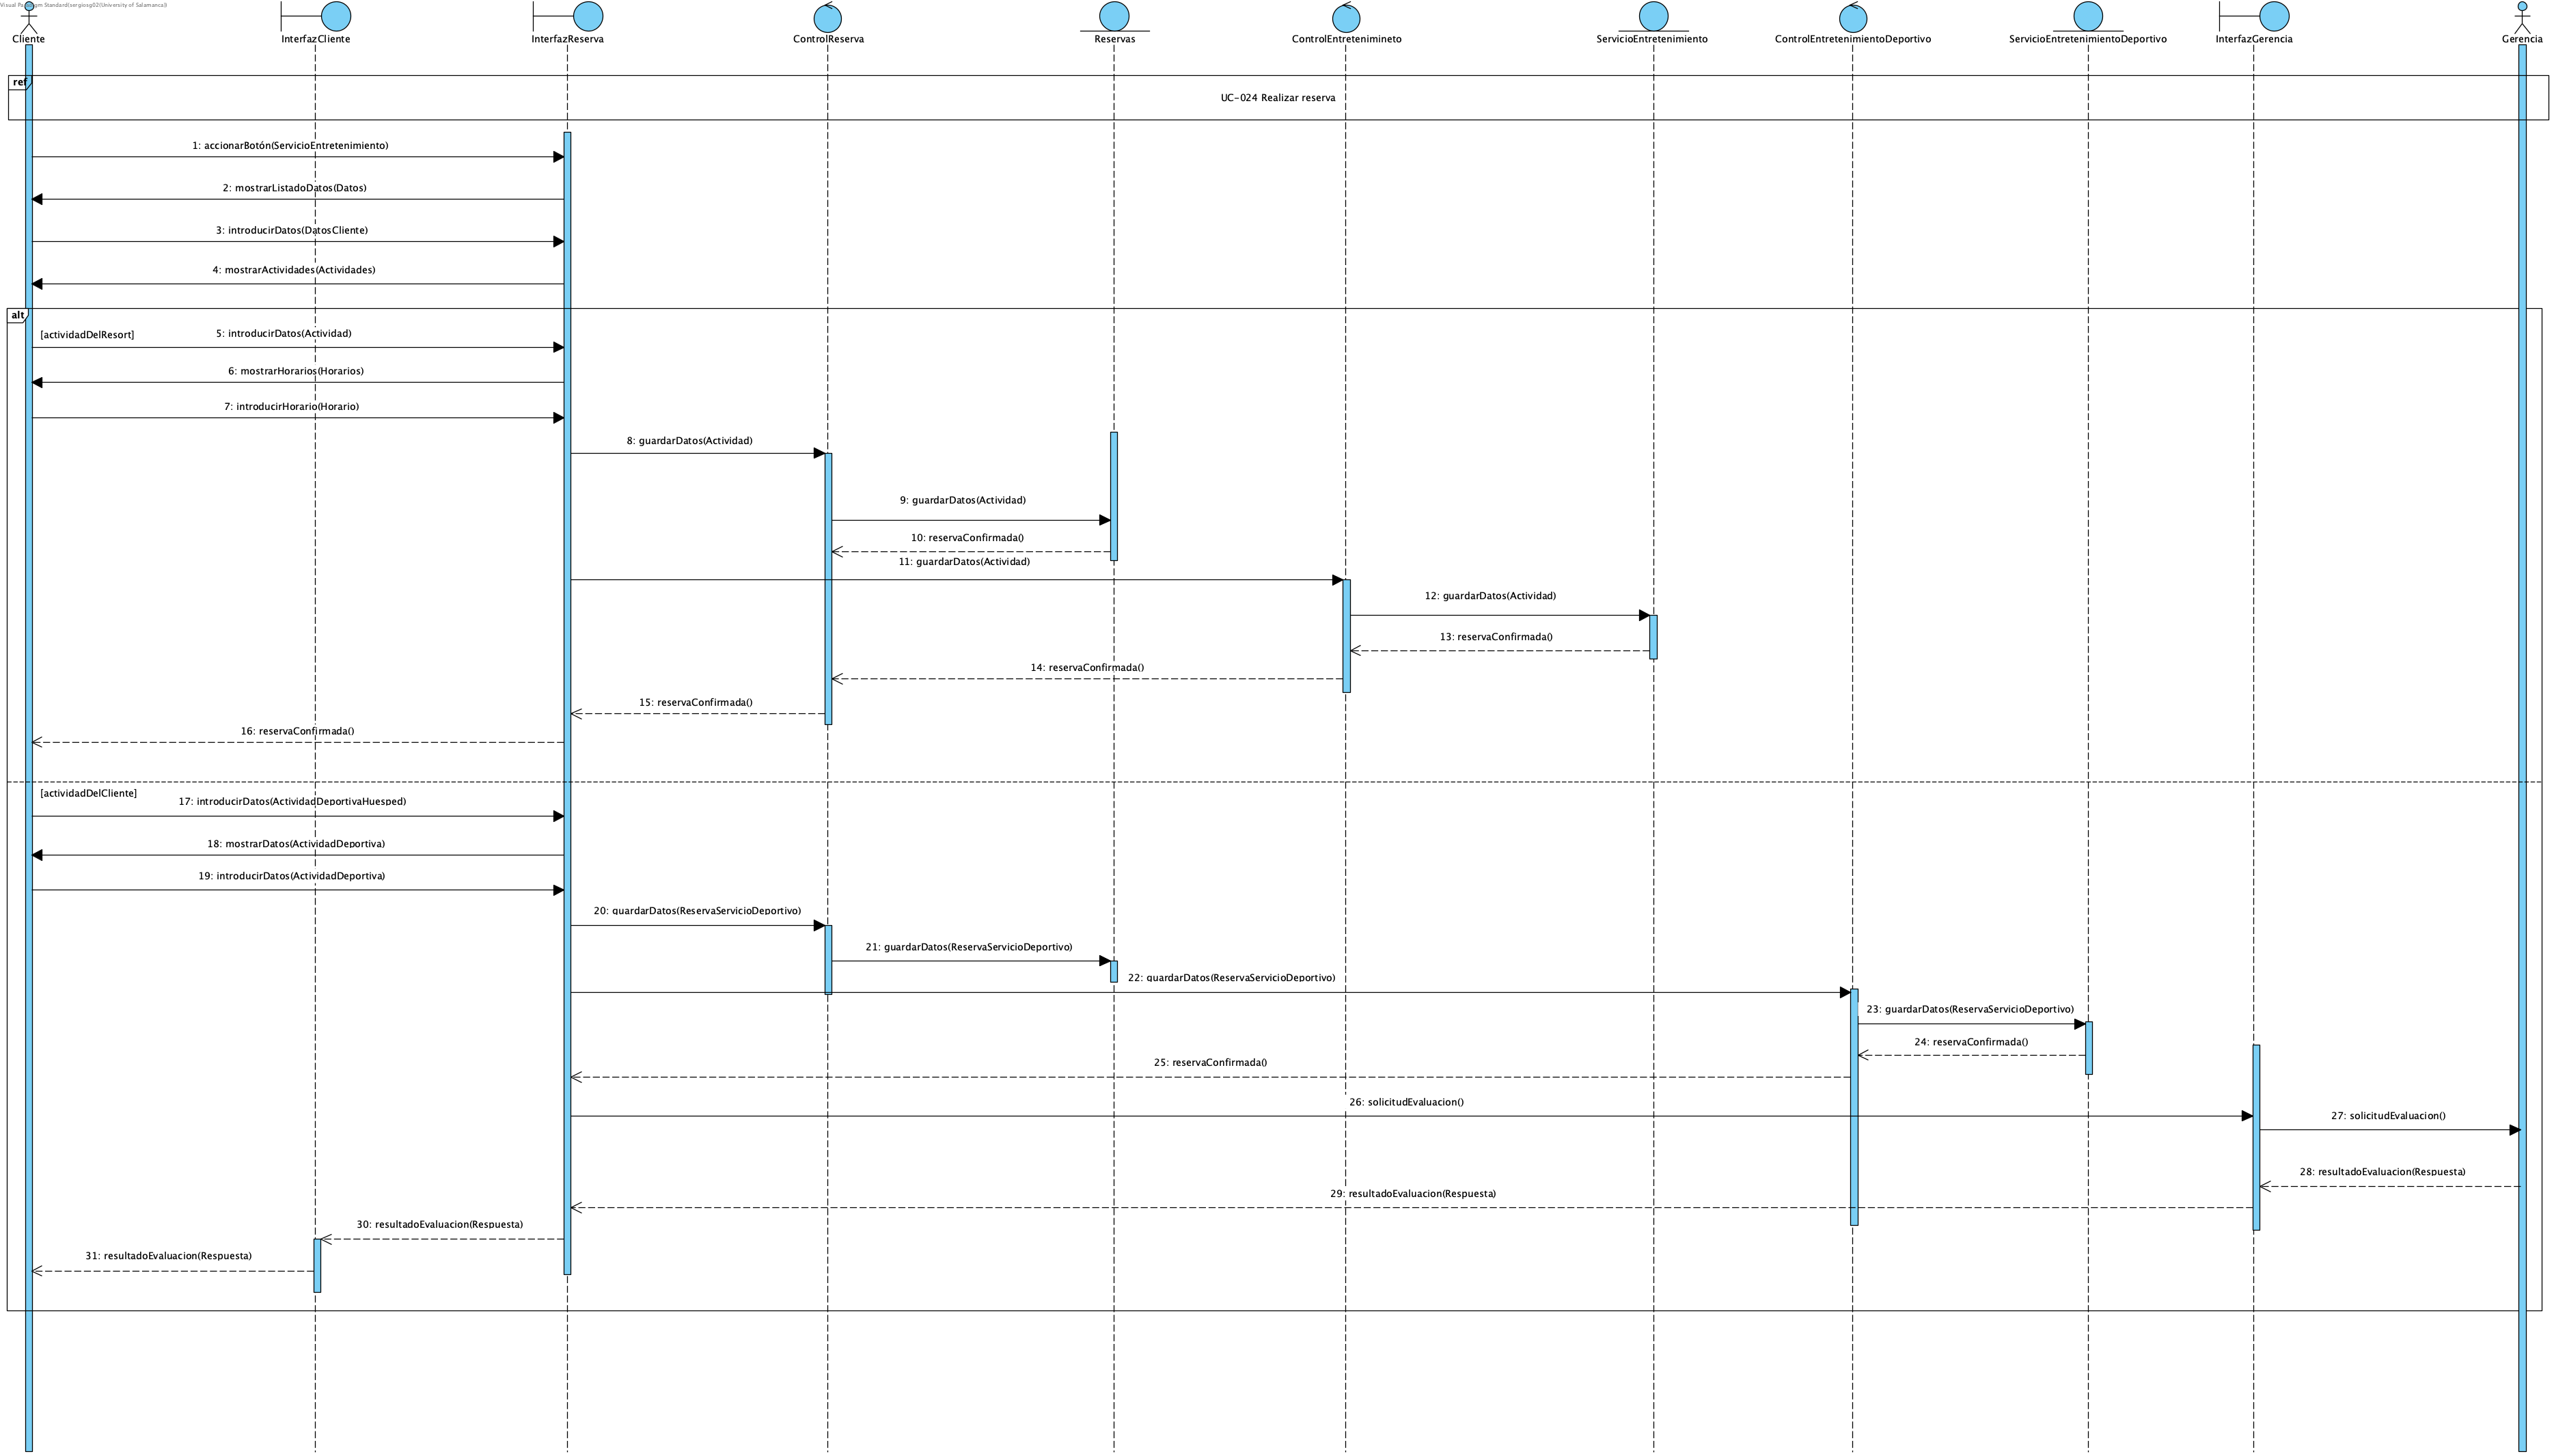 Visual Paradigm Standard(sergiosg02(University of Salamanca))
Cliente
InterfazCliente
InterfazReserva
ControlReserva
Reservas
ControlEntretenimineto
ServicioEntretenimiento
ControlEntretenimientoDeportivo
ServicioEntretenimientoDeportivo
InterfazGerencia
Gerencia
ref
UC-024 Realizar reserva
1: accionarBotón(ServicioEntretenimiento)
2: mostrarListadoDatos(Datos)
3: introducirDatos(DatosCliente)
4: mostrarActividades(Actividades)
alt
[actividadDelResort]
5: introducirDatos(Actividad)
6: mostrarHorarios(Horarios)
7: introducirHorario(Horario)
8: guardarDatos(Actividad)
9: guardarDatos(Actividad)
10: reservaConfirmada()
11: guardarDatos(Actividad)
12: guardarDatos(Actividad)
13: reservaConfirmada()
14: reservaConfirmada()
15: reservaConfirmada()
16: reservaConfirmada()
[actividadDelCliente]
17: introducirDatos(ActividadDeportivaHuesped)
18: mostrarDatos(ActividadDeportiva)
19: introducirDatos(ActividadDeportiva)
20: guardarDatos(ReservaServicioDeportivo)
21: guardarDatos(ReservaServicioDeportivo)
22: guardarDatos(ReservaServicioDeportivo)
23: guardarDatos(ReservaServicioDeportivo)
24: reservaConfirmada()
25: reservaConfirmada()
26: solicitudEvaluacion()
27: solicitudEvaluacion()
28: resultadoEvaluacion(Respuesta)
29: resultadoEvaluacion(Respuesta)
30: resultadoEvaluacion(Respuesta)
31: resultadoEvaluacion(Respuesta)